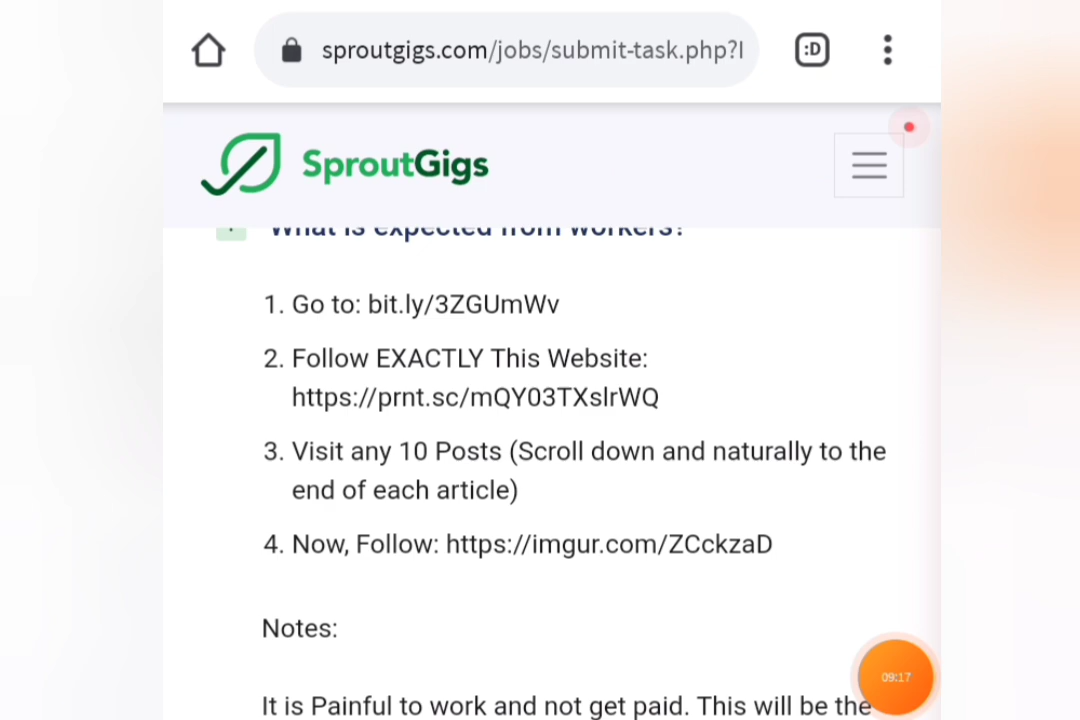 sproutgigs.com/jobs/submit-task.php?I
:D
SproutGigs
What is expected from workers?
1. Go to: bit.ly/3ZGUmWv
2. Follow EXACTLY This Website:
https://prnt.sc/mQY03TXslrWQ
3. Visit any 10 Posts (Scroll down and naturally to the
end of each article)
4. Now, Follow: https://imgur.com/ZCckzaD
Notes:
09:17
It is Painful to work and not get paid. This will be the